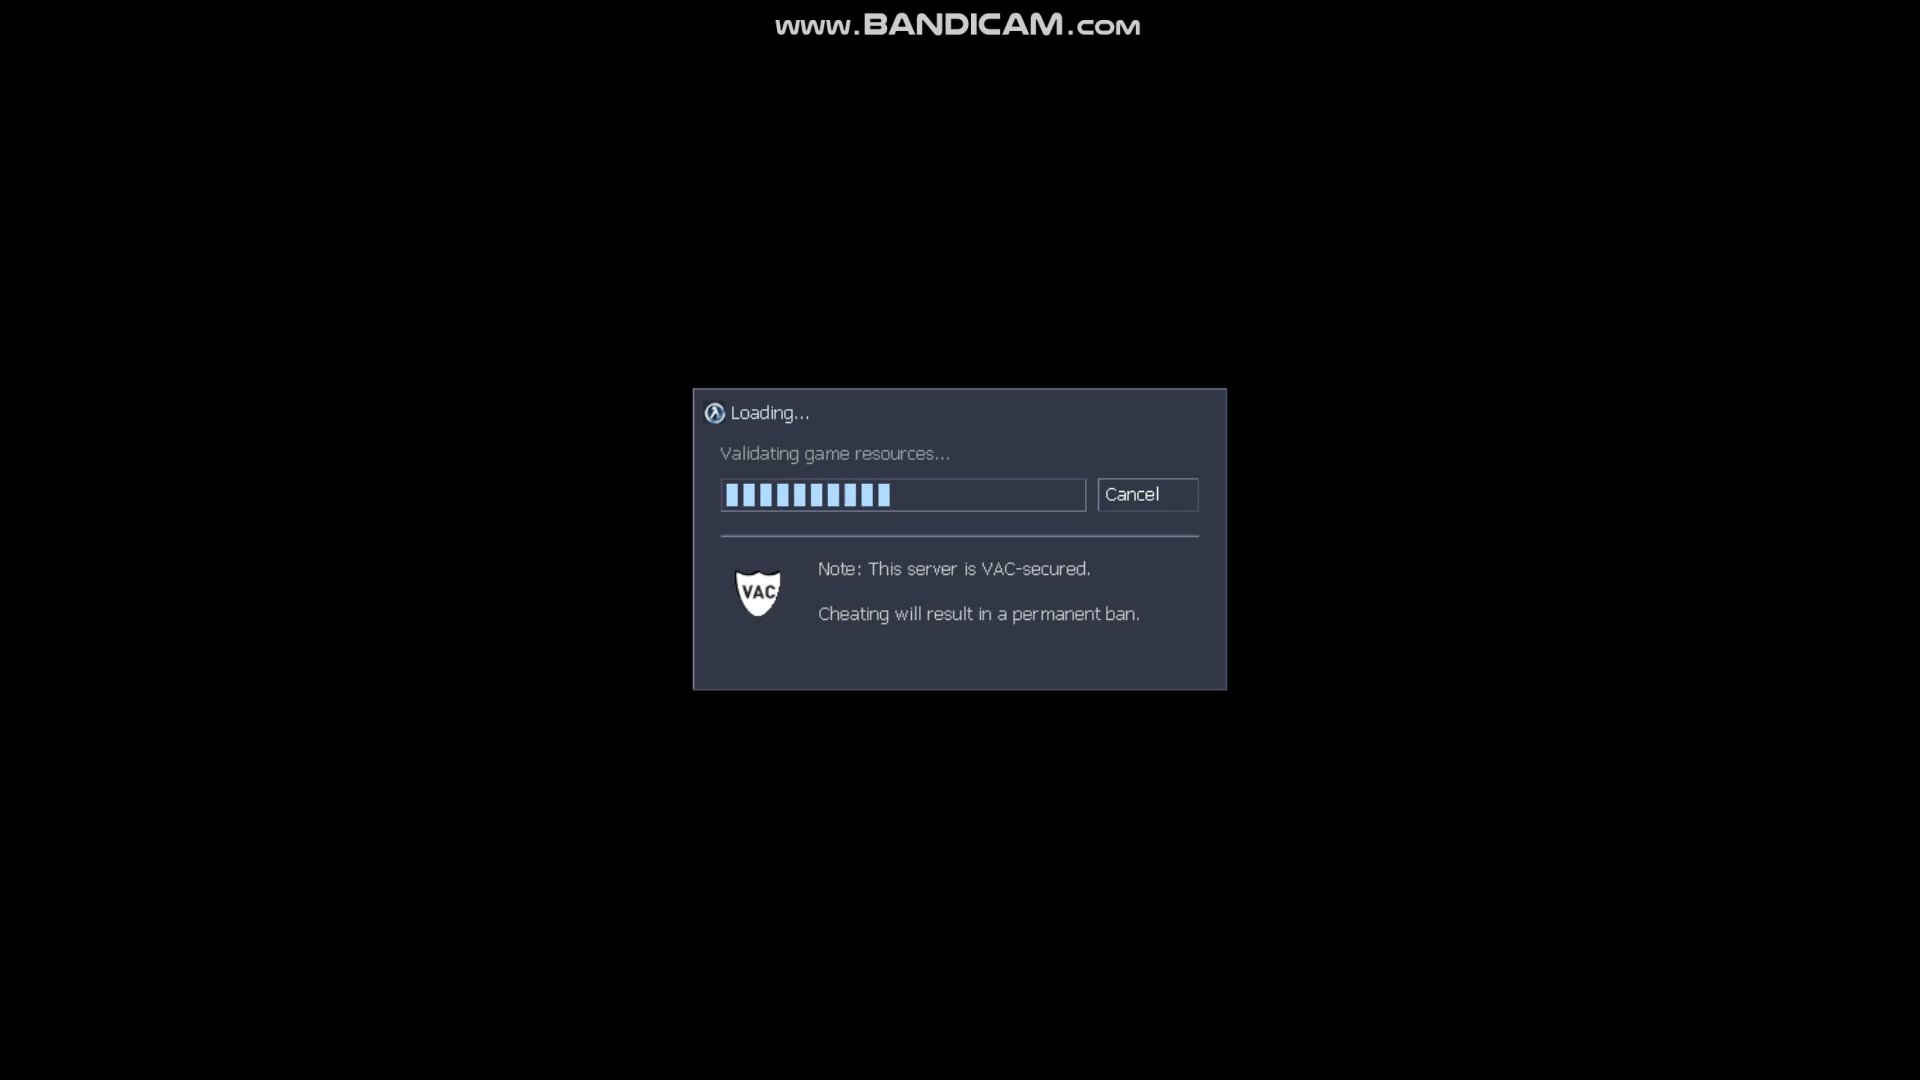 www.BANDICAM.com
Loading...
Validating game resources...
Cancel
Note: This server is VAC-secured.
VAC
Cheating will result in a permanent ban.